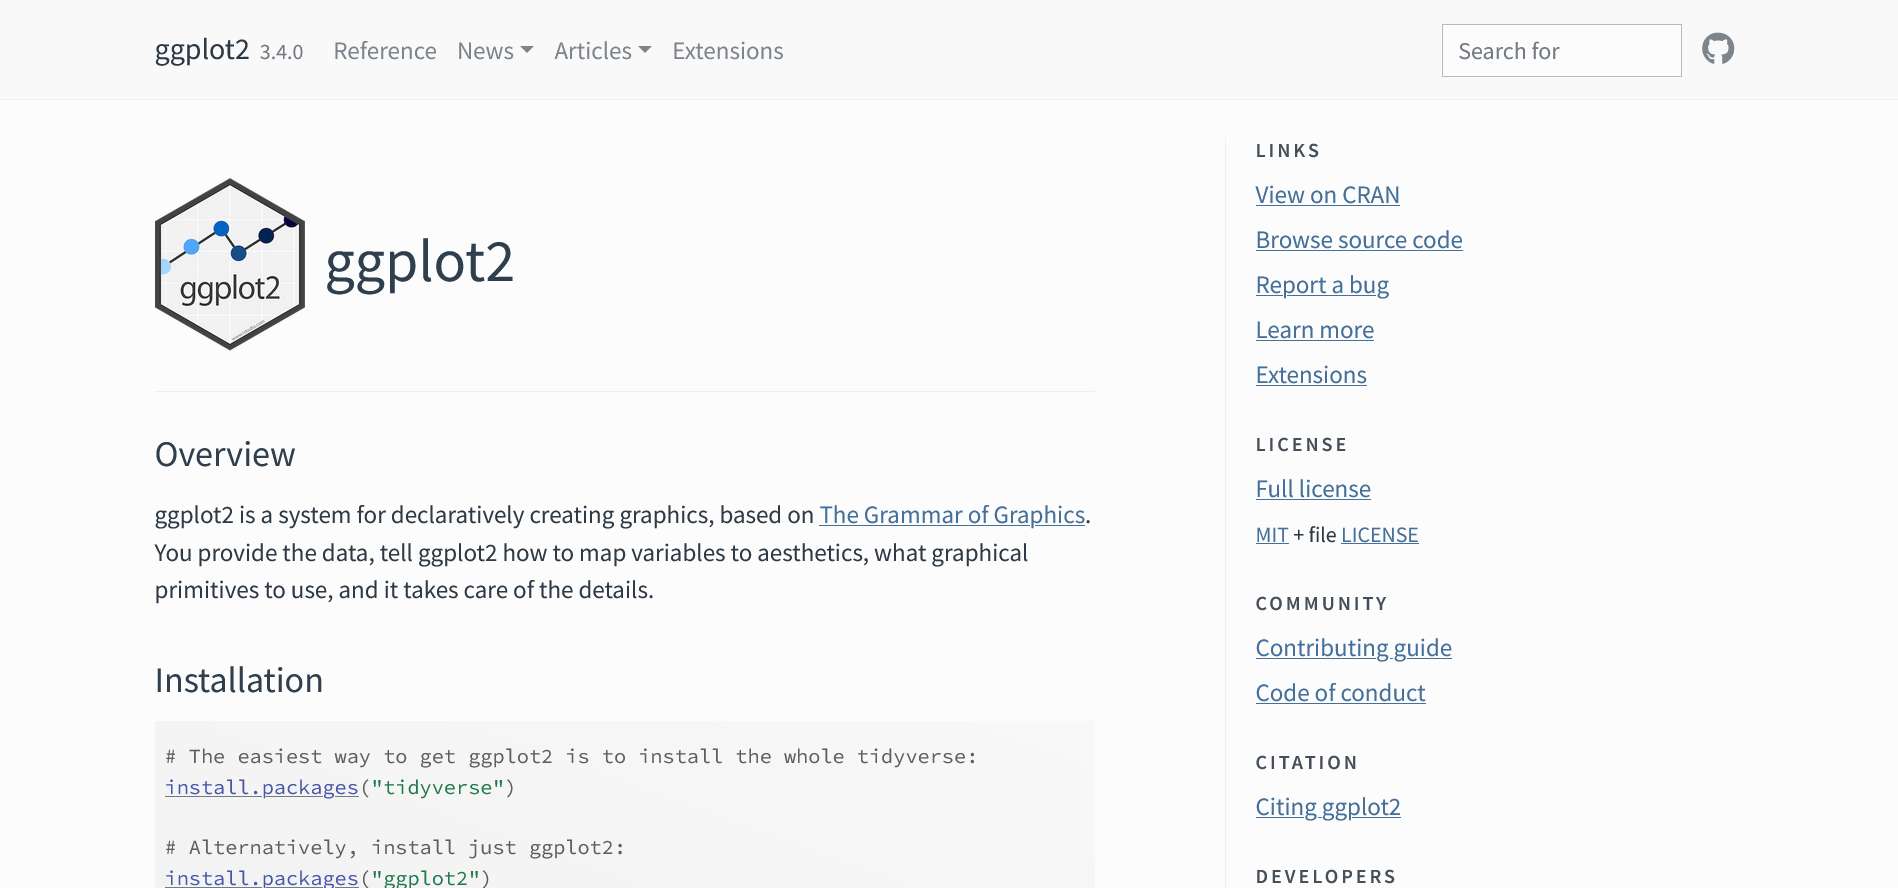 ggplot2 3.4.0 Reference News Articles Extensions Search for
ggplot2
ggplot2
Overview
ggplot2 is a system for declaratively creating graphics, based on The Grammar of Graphics.
You provide the data, tell ggplot2 how to map variables to aesthetics, what graphical
primitives to use, and it takes care of the details.
Installation
# The easiest way to get ggplot2 is to install the whole tidyverse:
install.packages("tidyverse")
# Alternatively, install just ggplot2:
install.packages("ggplot2")
LINKS
View on CRAN
Browse source code
Report a bug
Learn more
Extensions
LICENSE
Full license
MIT + file LICENSE
COMMUNITY
Contributing guide
Code of conduct
CITATION
Citing ggplot2
DEVELOPERS